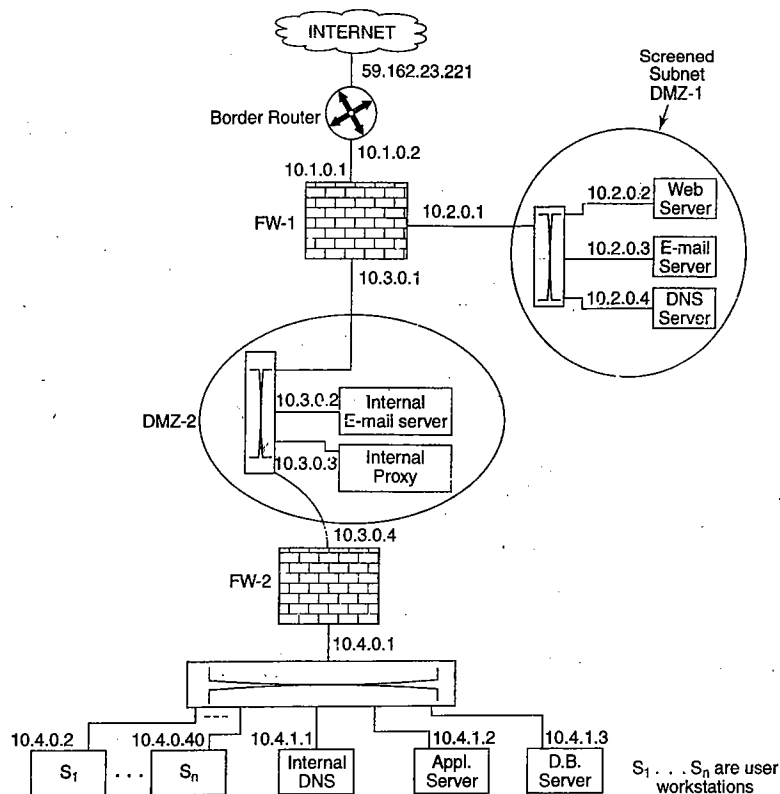 INTERNET
59.162.23.221
Screened
Subnet
DMZ-1
Border Router
10.1.0.2
10.1.0.1
FW-1
10.2.0.1
10.2.0.2
Web
Server
10.2.0.3
E-mail
Server
10.2.0.4
DNS
Server
10.3.0.1
DMZ-2
10.3.0.2
Internal
E-mail server
10.3.0.3
Internal
Proxy
10.3.0.4
FW-2
10.4.0.1
10.4.0.2
10.4.0.40
10.4.1.1
10.4.1.2
10.4.1.3
S₁ . . . Sₙ
Internal
DNS
Appl.
Server
D.B.
Server
S₁ . . . Sₙ are user
workstations